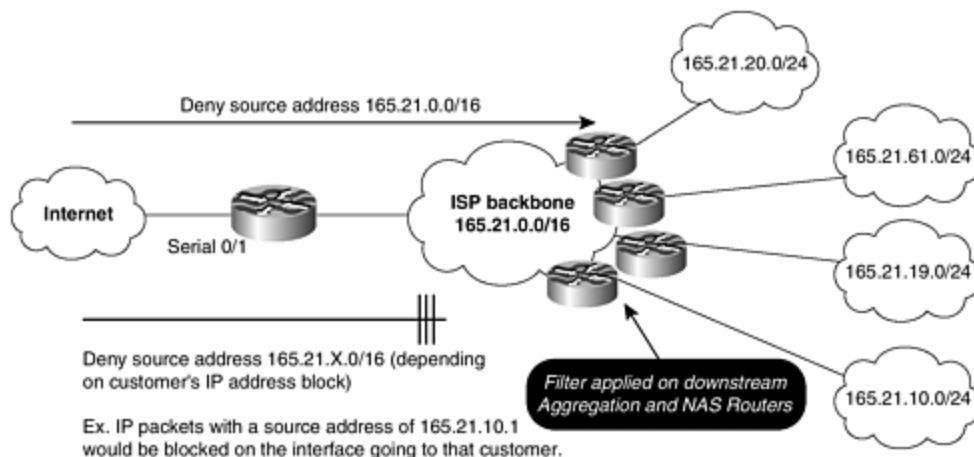 165.21.20.0/24
Deny source address 165.21.0.0/16
165.21.61.0/24
Internet
ISP backbone
165.21.0.0/16
Serial 0/1
165.21.19.0/24
Deny source address 165.21.X.0/16 (depending
on customer's IP address block)
Filter applied on downstream
Aggregation and NAS Routers
165.21.10.0/24
Ex. IP packets with a source address of 165.21.10.1
would be blocked on the interface going to that customer.